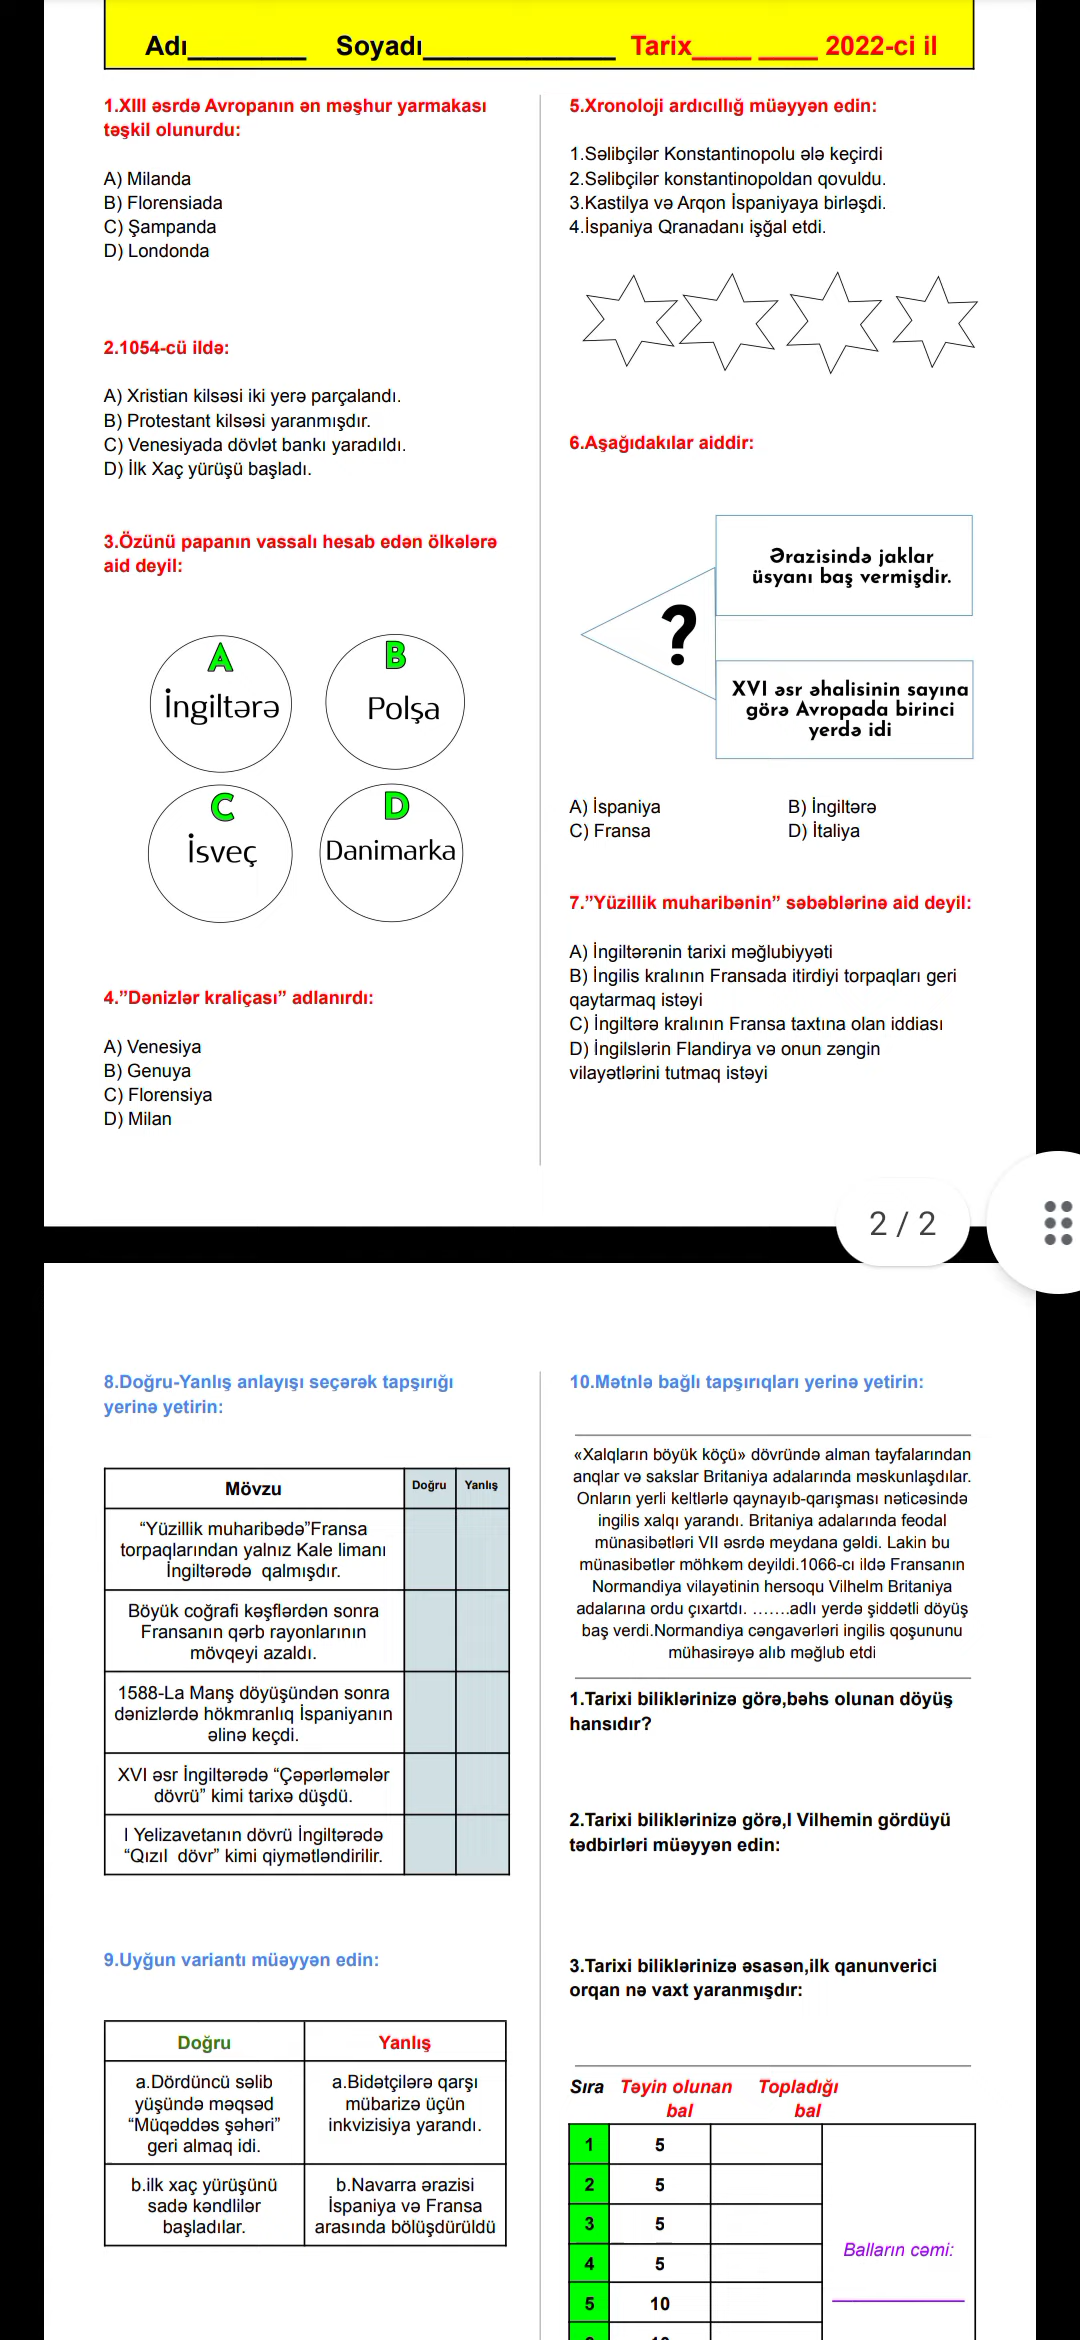 Adı________ Soyadı_____________ Tarix____ ____ 2022-ci il
1.XIII əsrdə Avropanın ən məşhur yarmakası
təşkil olunurdu:
A) Milanda
B) Florensiada
C) Şampanda
D) Londonda
2.1054-cü ildə:
A) Xristian kilsəsi iki yerə parçalandı.
B) Protestant kilsəsi yaranmışdır.
C) Venesiyada dövlət bankı yaradıldı.
D) İlk Xaç yürüşü başladı.
3.Özünü papanın vassalı hesab edən ölkələrə
aid deyil:
A
İngiltərə
B
Polşa
C
İsveç
D
Danimarka
4.”Dənizlər kraliçası” adlanırdı:
A) Venesiya
B) Genuya
C) Florensiya
D) Milan
5.Xronoloji ardıcıllığ müəyyən edin:
1.Səlibçilər Konstantinopolu ələ keçirdi
2.Səlibçilər konstantinopoldan qovuldu.
3.Kastilya və Arqon İspaniyaya birləşdi.
4.İspaniya Qranadanı işğal etdi.
6.Aşağıdakılar aiddir:
?
Ərazisində jaklar
üsyanı baş vermişdir.
XVI əsr əhalisinin sayına
görə Avropada birinci
yerdə idi
A) İspaniya B) İngiltərə
C) Fransa D) İtaliya
7.”Yüzillik muharibənin” səbəblərinə aid deyil:
A) İngiltərənin tarixi məğlubiyyəti
B) İngilis kralının Fransada itirdiyi torpaqları geri
qaytarmaq istəyi
C) İngiltərə kralının Fransa taxtına olan iddiası
D) İngilslərin Flandirya və onun zəngin
vilayətlərini tutmaq istəyi
2 / 2
8.Doğru-Yanlış anlayışı seçərək tapşırığı
yerinə yetirin:
Mövzu Doğru Yanlış
“Yüzillik muharibədə”Fransa
torpaqlarından yalnız Kale limanı
İngiltərədə qalmışdır.
Böyük coğrafi kəşflərdən sonra
Fransanın qərb rayonlarının
mövqeyi azaldı.
1588-La Manş döyüşündən sonra
dənizlərdə hökmranlıq İspaniyanın
əlinə keçdi.
XVI əsr İngiltərədə “Çəpərləmələr
dövrü” kimi tarixə düşdü.
I Yelizavetanın dövrü İngiltərədə
“Qızıl dövr” kimi qiymətləndirilir.
9.Uyğun variantı müəyyən edin:
Doğru Yanlış
a.Dördüncü səlib
yüşündə məqsəd
“Müqəddəs şəhəri”
geri almaq idi.
a.Bidətçilərə qarşı
mübarizə üçün
inkvizisiya yarandı.
b.ilk xaç yürüşünü
sadə kəndlilər
başladılar.
b.Navarra ərazisi
İspaniya və Fransa
arasında bölüşdürüldü
10.Mətnlə bağlı tapşırıqları yerinə yetirin:
«Xalqların böyük köçü» dövründə alman tayfalarından
anqlar və sakslar Britaniya adalarında məskunlaşdılar.
Onların yerli keltlərlə qaynayıb-qarışması nəticəsində
ingilis xalqı yarandı. Britaniya adalarında feodal
münasibətləri VII əsrdə meydana gəldi. Lakin bu
münasibətlər möhkəm deyildi.1066-cı ildə Fransanın
Normandiya vilayətinin hersoqu Vilhelm Britaniya
adalarına ordu çıxartdı. …….adlı yerdə şiddətli döyüş
baş verdi.Normandiya cəngavərləri ingilis qoşununu
mühasirəyə alıb məğlub etdi
1.Tarixi biliklərinizə görə,bəhs olunan döyüş
hansıdır?
2.Tarixi biliklərinizə görə,I Vilhemin gördüyü
tədbirləri müəyyən edin:
3.Tarixi biliklərinizə əsasən,ilk qanunverici
orqan nə vaxt yaranmışdır:
Sıra Təyin olunan Topladığı
bal bal
1 5
2 5
3 5
4 5
5 10
Balların cəmi: